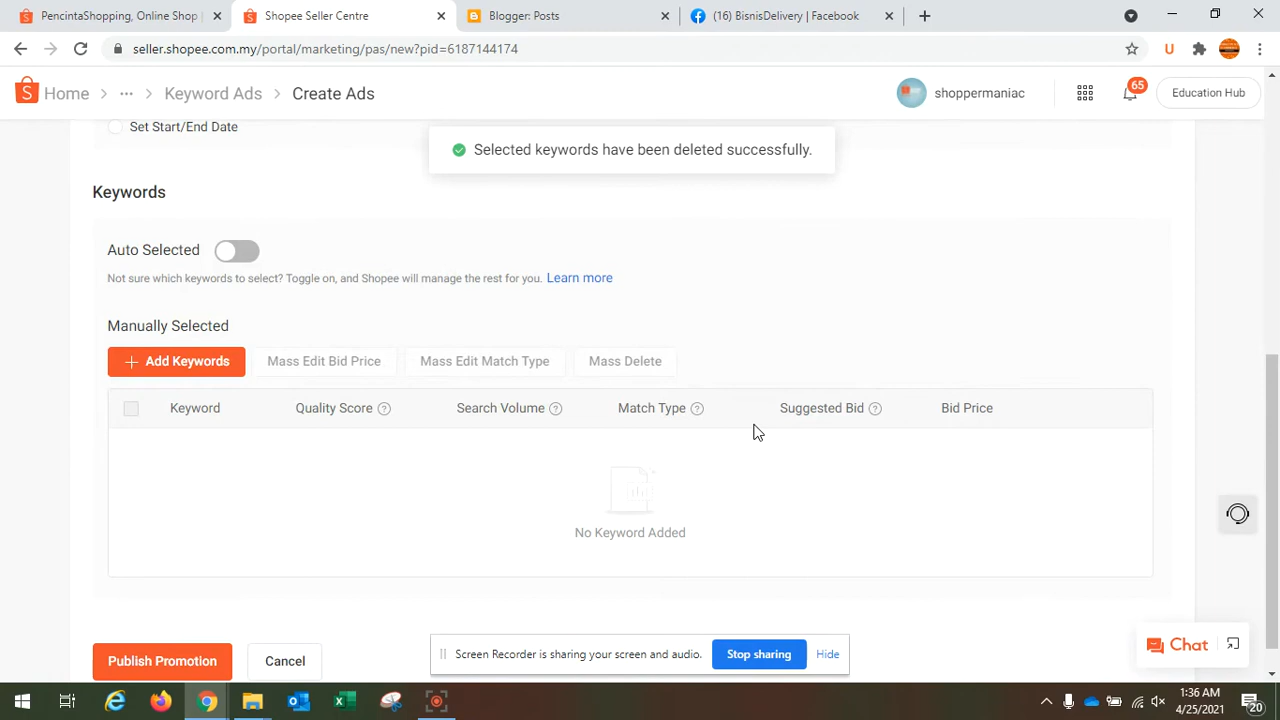 PencintaShopping, Online Shop
Shopee Seller Centre
Blogger: Posts
(16) BisnisDelivery | Facebook
seller.shopee.com.my/portal/marketing/pas/new?pid=6187144174
Home > ... > Keyword Ads > Create Ads
shoppermaniac
65
Education Hub
Set Start/End Date
Selected keywords have been deleted successfully.
Keywords
Auto Selected
Not sure which keywords to select? Toggle on, and Shopee will manage the rest for you. Learn more
Manually Selected
+ Add Keywords
Mass Edit Bid Price
Mass Edit Match Type
Mass Delete
Keyword
Quality Score ?
Search Volume ?
Match Type ?
Suggested Bid ?
Bid Price
No Keyword Added
Publish Promotion
Cancel
Screen Recorder is sharing your screen and audio.
Stop sharing
Hide
Chat
1:36 AM
4/25/2021
20